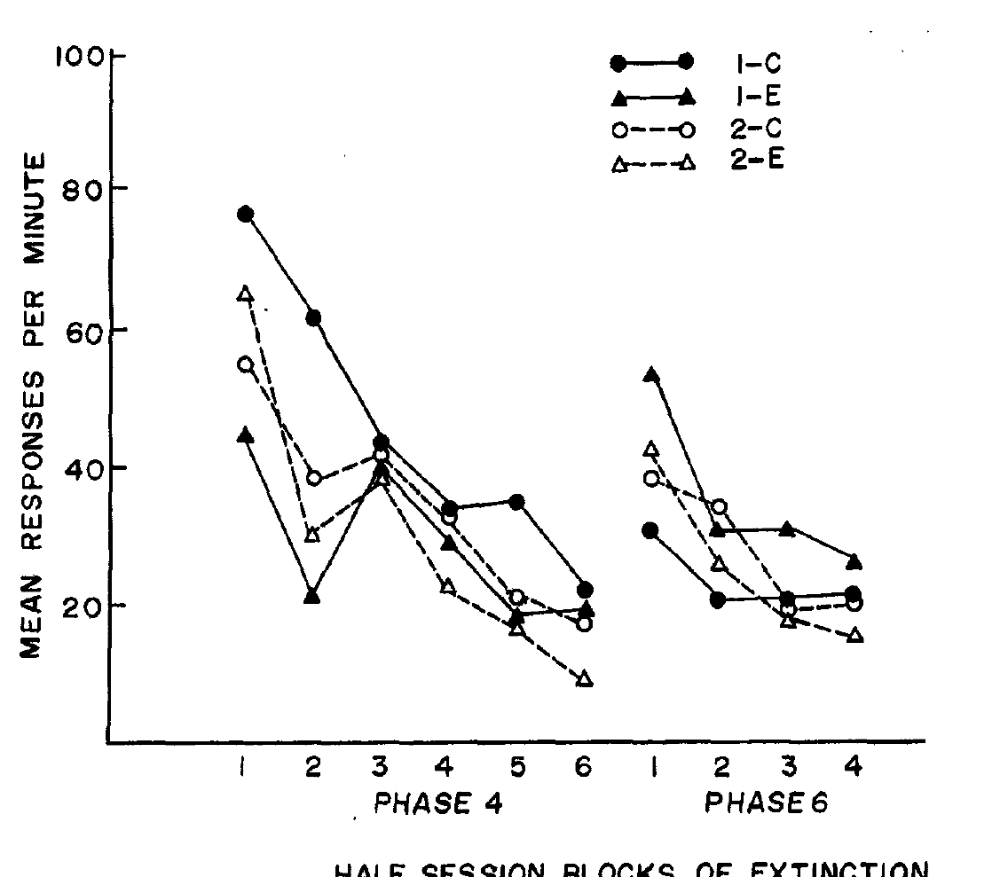 100
80
60
40
20
MEAN RESPONSES PER MINUTE
1-C
1-E
2-C
2-E
1 2 3 4 5 6 1 2 3 4
PHASE 4 PHASE 6
HALF SESSION BLOCKS OF EXTINCTION